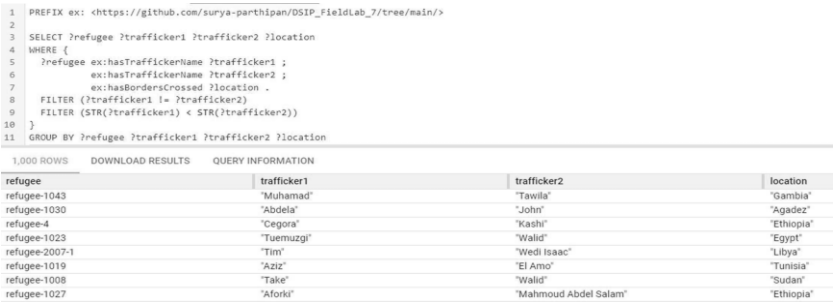 1 PREFIX ex: <https://github.com/surya-parthipan/DSIP_FieldLab_7/tree/main/>
2
3 SELECT ?refugee ?trafficker1 ?trafficker2 ?location
4 WHERE {
5 ?refugee ex:hasTraffickerName ?trafficker1 ;
6 ex:hasTraffickerName ?trafficker2 ;
7 ex:hasBordersCrossed ?location .
8 FILTER (?trafficker1 != ?trafficker2)
9 FILTER (STR(?trafficker1) < STR(?trafficker2))
10 }
11 GROUP BY ?refugee ?trafficker1 ?trafficker2 ?location
1,000 ROWS DOWNLOAD RESULTS QUERY INFORMATION
refugee trafficker1 trafficker2 location
refugee-1043 "Muhamad" "Tawila" "Gambia"
refugee-1030 "Abdela" "John" "Agadez"
refugee-4 "Cegora" "Kashi" "Ethiopia"
refugee-1023 "Tuemuzgi" "Walid" "Egypt"
refugee-2007-1 "Tim" "Wedi Isaac" "Libya"
refugee-1019 "Aziz" "El Amo" "Tunisia"
refugee-1008 "Take" "Walid" "Sudan"
refugee-1027 "Aforki" "Mahmoud Abdel Salam" "Ethiopia"